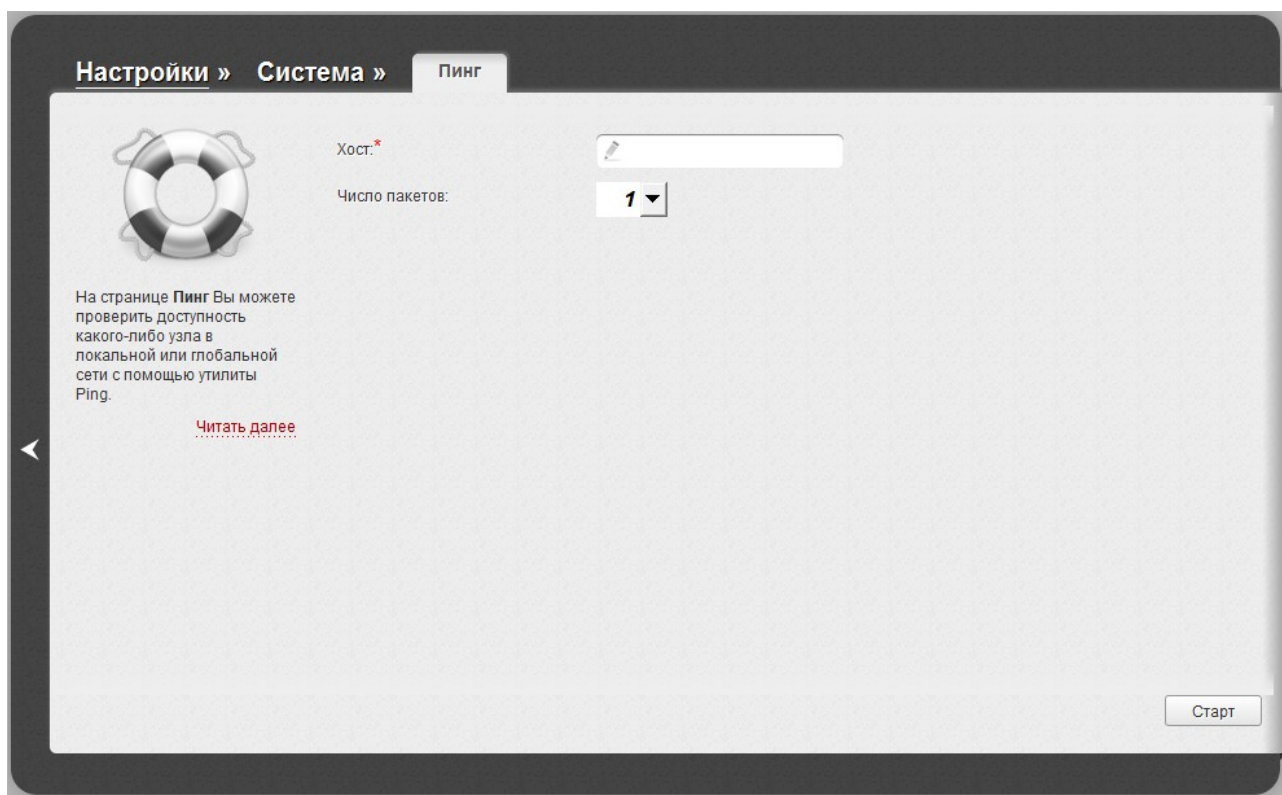 Настройки » Система » Пинг
Хост:*
Число пакетов:
1
На странице Пинг Вы можете
проверить доступность
какого-либо узла в
локальной или глобальной
сети с помощью утилиты
Ping.
Читать далее
Старт